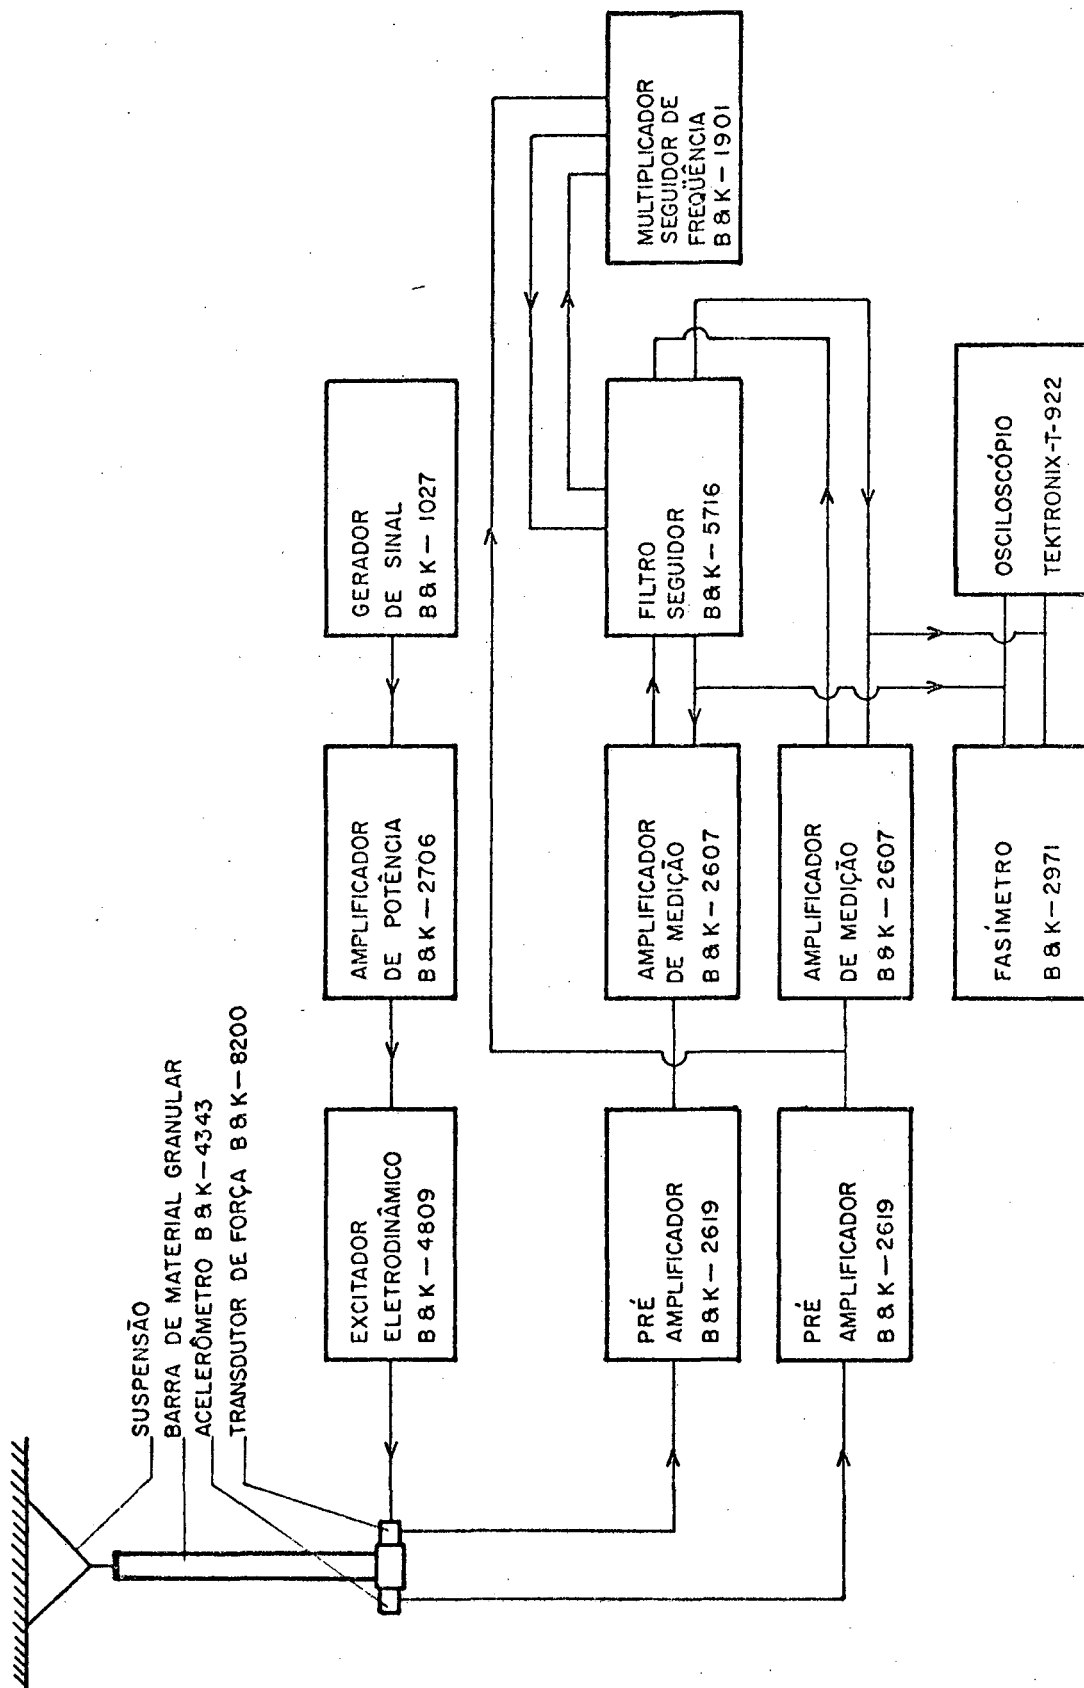 SUSPENSÃO
BARRA DE MATERIAL GRANULAR
ACELERÔMETRO B & K – 4343
TRANSDUTOR DE FORÇA B & K – 8200
EXCITADOR
ELETRODINÂMICO
B & K – 4809
AMPLIFICADOR
DE POTÊNCIA
B & K – 2706
GERADOR
DE SINAL
B & K – 1027
PRÉ
AMPLIFICADOR
B & K – 2619
AMPLIFICADOR
DE MEDIÇÃO
B & K – 2607
FILTRO
SEGUIDOR
B & K – 5716
MULTIPLICADOR
SEGUIDOR DE
FREQÜÊNCIA
B & K – 1901
PRÉ
AMPLIFICADOR
B & K – 2619
AMPLIFICADOR
DE MEDIÇÃO
B & K – 2607
FASÍMETRO
B & K – 2971
OSCILOSCÓPIO
TEKTRONIX-T-922